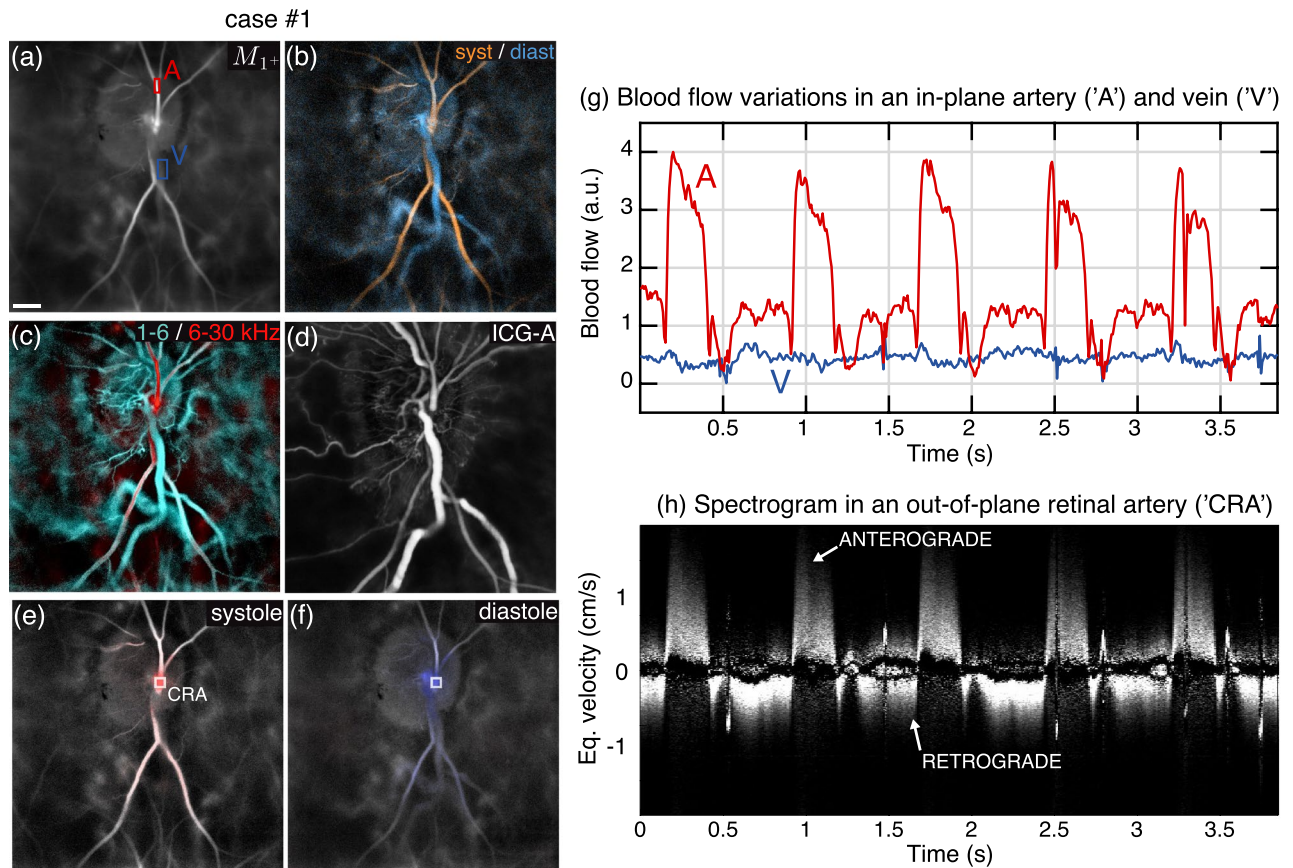 case #1
(a)
M1+
A
V
(b)
syst / diast
(c)
1-6 / 6-30 kHz
(d)
ICG-A
(e)
systole
CRA
(f)
diastole
(g) Blood flow variations in an in-plane artery ('A') and vein ('V')
Blood flow (a.u.)
4
3
2
1
0
A
V
0.5 1 1.5 2 2.5 3 3.5
Time (s)
(h) Spectrogram in an out-of-plane retinal artery ('CRA')
Eq. velocity (cm/s)
1
0
-1
ANTEROGRADE
RETROGRADE
0 0.5 1 1.5 2 2.5 3 3.5
Time (s)